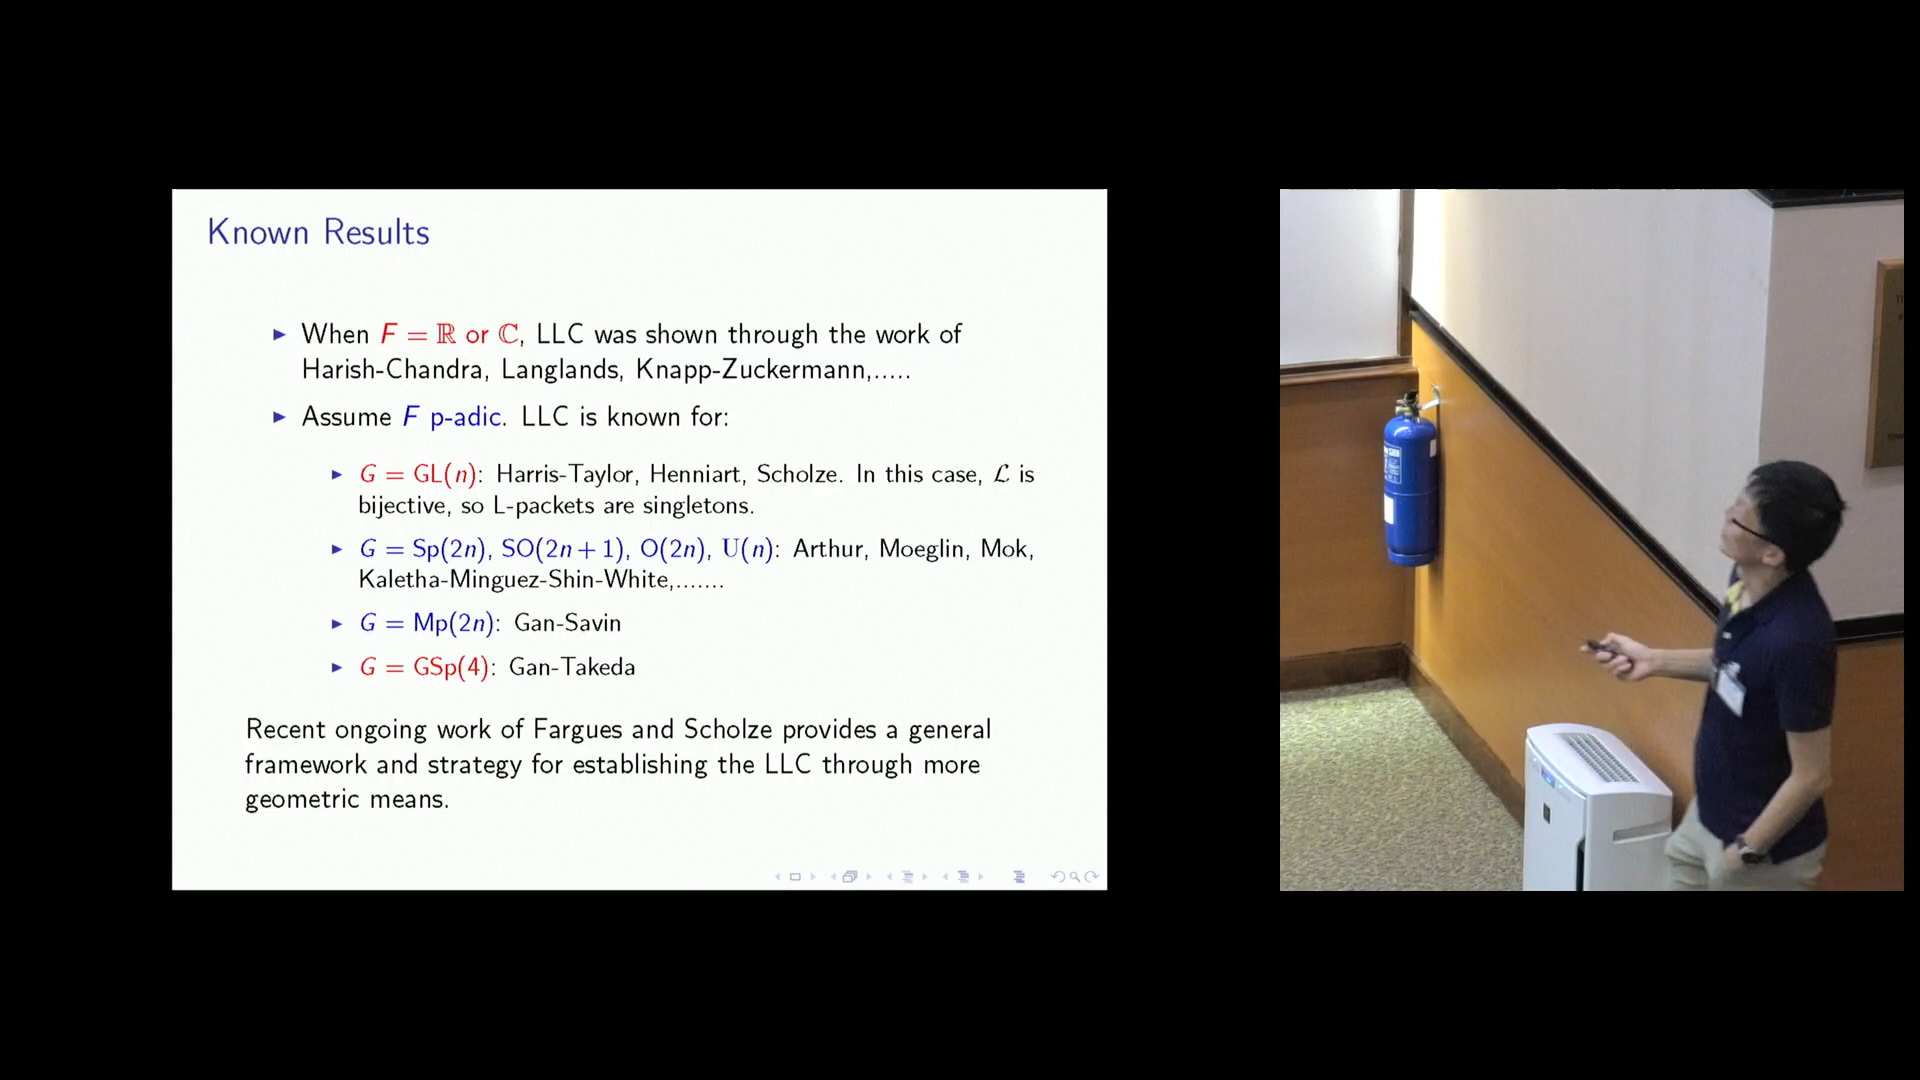 Known Results
▶ When F = ℝ or ℂ, LLC was shown through the work of
Harish-Chandra, Langlands, Knapp-Zuckermann,.....
▶ Assume F p-adic. LLC is known for:
▶ G = GL(n): Harris-Taylor, Henniart, Scholze. In this case, ℒ is
bijective, so L-packets are singletons.
▶ G = Sp(2n), SO(2n + 1), O(2n), U(n): Arthur, Moeglin, Mok,
Kaletha-Minguez-Shin-White,.......
▶ G = Mp(2n): Gan-Savin
▶ G = GSp(4): Gan-Takeda
Recent ongoing work of Fargues and Scholze provides a general
framework and strategy for establishing the LLC through more
geometric means.